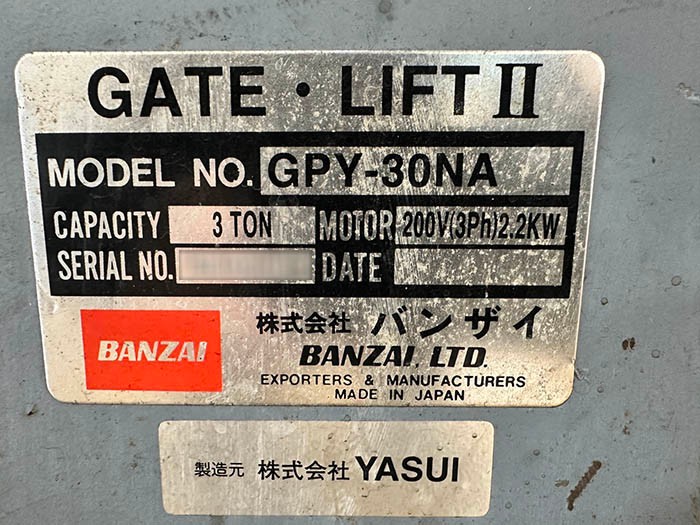 GATE・LIFT II
MODEL NO. GPY-30NA
CAPACITY 3 TON MOTOR 200V(3Ph)2.2KW
SERIAL NO. DATE
BANZAI
株式会社 バンザイ
BANZAI, LTD.
EXPORTERS & MANUFACTURERS
MADE IN JAPAN
製造元 株式会社 YASUI